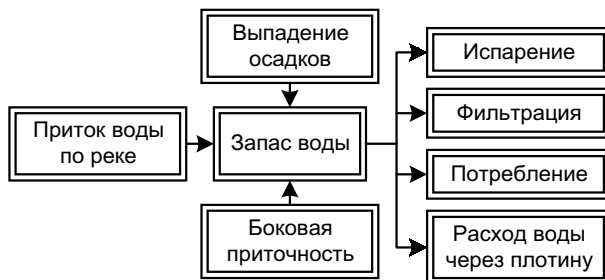 Выпадение
осадков
Приток воды
по реке
Запас воды
Боковая
приточность
Испарение
Фильтрация
Потребление
Расход воды
через плотину